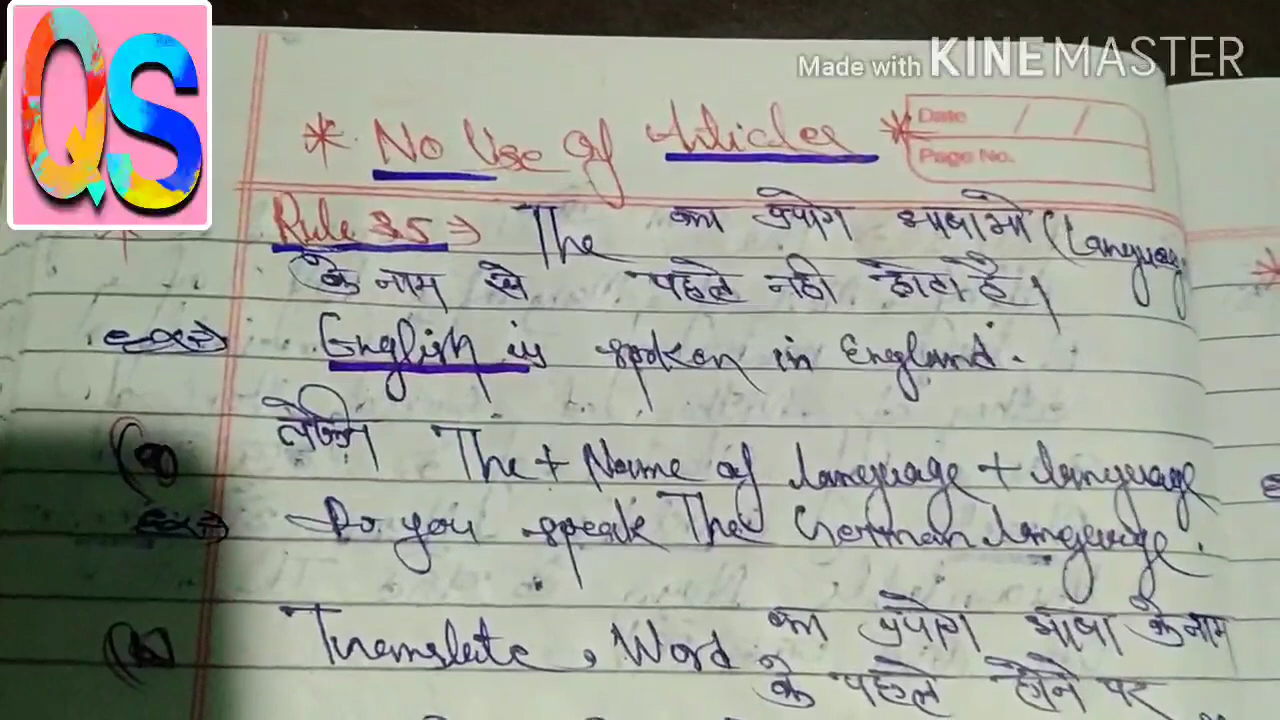 QS
Made with KINEMASTER
* No Use of Articles *
Date / /
Page No.
Rule 35 ⇒ The का प्रयोग भाषाओ (Language
के नाम से पहले नही होता है।
ex ⇒ English is spoken in England.
लेकिन The + Name of language + language
ex ⇒ Do you speak The German language.
(b) Translate, Word का प्रयोग भाषा के नाम
के पहले होने पर